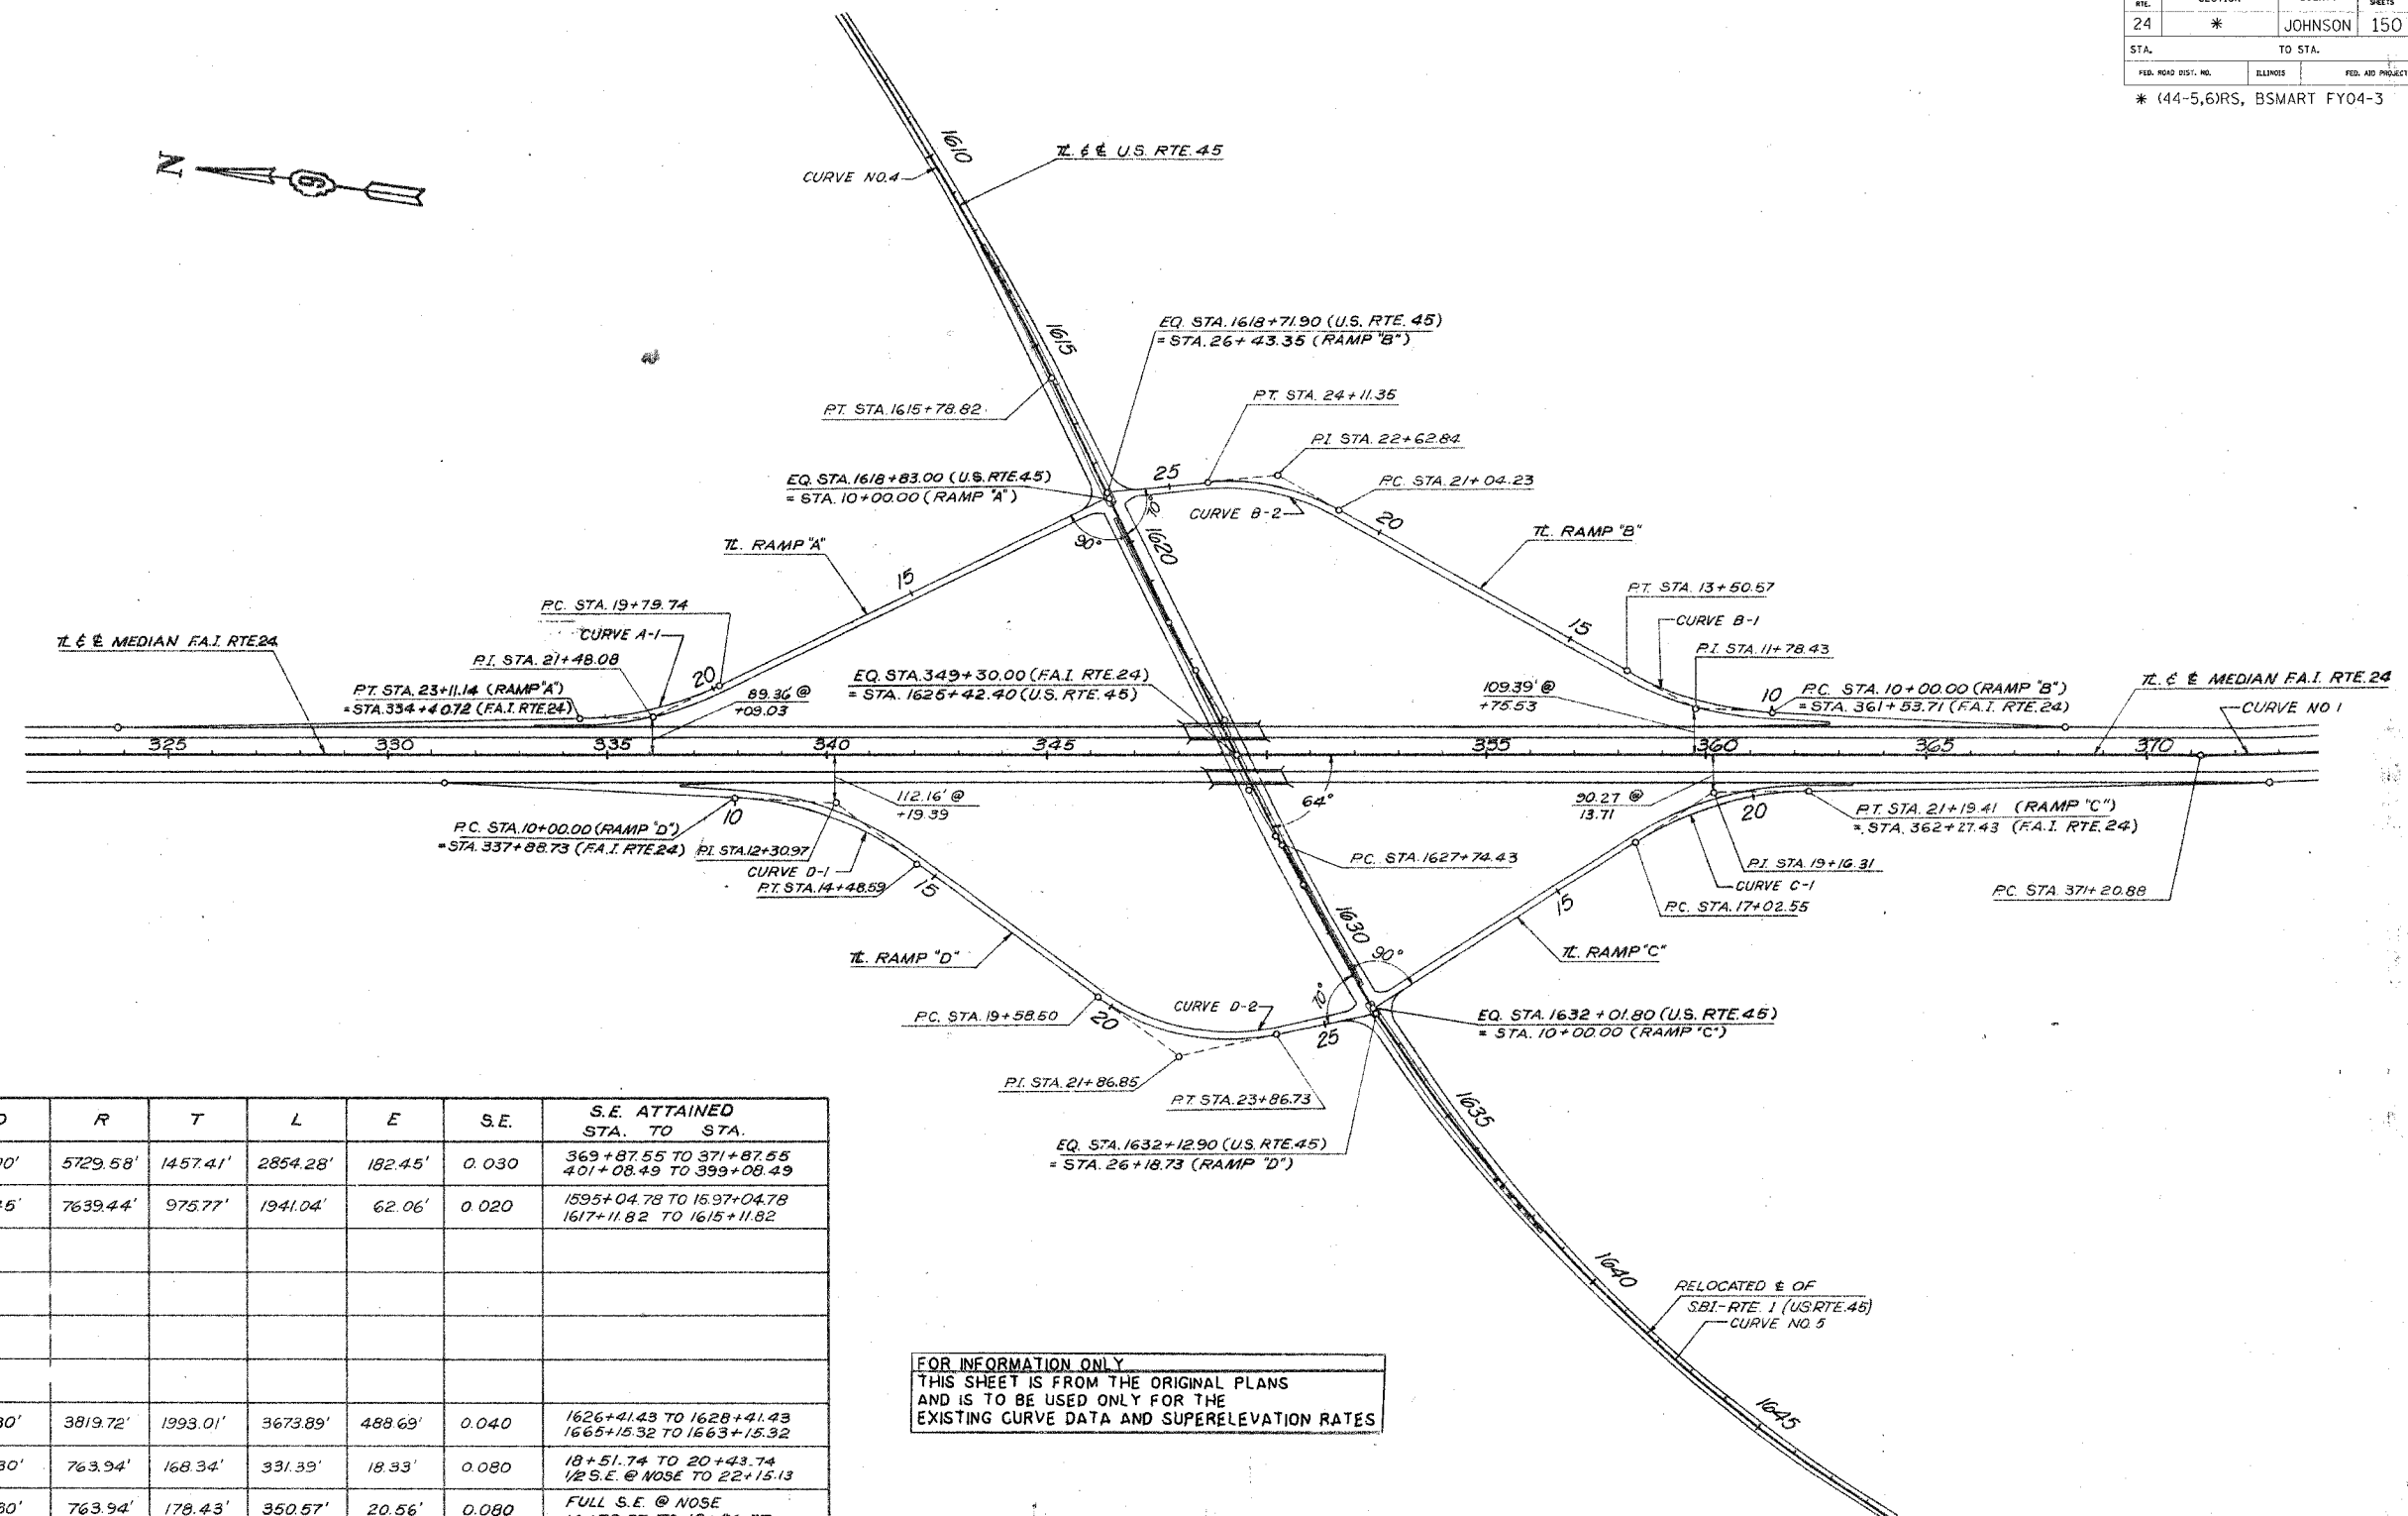 RTE.
SHEETS
24 * JOHNSON 150
STA. TO STA.
FED. ROAD DIST. NO. ILLINOIS FED. AID PROJECT
* (44-5,6)RS, BSMART FY04-3
N
6
1610
CURVE NO.4
U.S. RTE. 45
1615
EQ. STA. 1618+71.90 (U.S. RTE. 45)
= STA. 26+43.35 (RAMP "B")
P.T. STA. 1615+78.82
P.T. STA. 24+11.35
P.I. STA. 22+62.84
EQ. STA. 1618+83.00 (U.S. RTE. 45)
= STA. 10+00.00 (RAMP "A")
25
P.C. STA. 21+04.23
CURVE B-2
70°
90°
20
1620
RAMP "A"
RAMP "B"
15
P.C. STA. 19+79.74
P.T. STA. 13+50.57
CURVE A-1
15
CURVE B-1
& ℄ MEDIAN F.A.I. RTE. 24
P.I. STA. 21+48.08
20
P.I. STA. 11+78.43
P.T. STA. 23+11.14 (RAMP "A")
= STA. 334+40.72 (F.A.I. RTE. 24)
89.36 @
+09.03
EQ. STA. 349+30.00 (F.A.I. RTE. 24)
= STA. 1625+42.40 (U.S. RTE. 45)
109.39' @
+75.53
10
P.C. STA. 10+00.00 (RAMP "B")
= STA. 361+53.71 (F.A.I. RTE. 24)
& ℄ MEDIAN F.A.I. RTE. 24
CURVE NO 1
325 330 335 340 345 355 360 365 370
64°
112.16' @
+19.39
90.27 @
13.71
10
P.C. STA. 10+00.00 (RAMP "D")
= STA. 337+88.73 (F.A.I. RTE. 24)
P.I. STA. 12+30.97
CURVE D-1
P.T. STA. 14+48.59
15
20
P.T. STA. 21+19.41 (RAMP "C")
= STA. 362+27.43 (F.A.I. RTE. 24)
P.C. STA. 1627+74.43
P.I. STA. 19+16.31
CURVE C-1
P.C. STA. 17+02.55
P.C. STA. 371+20.88
15
1630
90°
RAMP "D"
RAMP "C"
70°
P.C. STA. 19+58.60
20
CURVE D-2
25
EQ. STA. 1632+01.80 (U.S. RTE. 45)
= STA. 10+00.00 (RAMP "C")
P.I. STA. 21+86.85
P.T. STA. 23+86.73
1635
EQ. STA. 1632+12.90 (U.S. RTE. 45)
= STA. 26+18.73 (RAMP "D")
1640
RELOCATED ℄ OF
SBI-RTE. 1 (US RTE. 45)
CURVE NO. 5
1645
R T L E S.E. S.E. ATTAINED
STA. TO STA.
5729.58' 1457.41' 2854.28' 182.45' 0.030 369+87.55 TO 371+87.55
401+08.49 TO 399+08.49
7639.44' 975.77' 1941.04' 62.06' 0.020 1595+04.78 TO 1597+04.78
1617+11.82 TO 1615+11.82
3819.72' 1993.01' 3673.89' 488.69' 0.040 1626+41.43 TO 1628+41.43
1665+15.32 TO 1663+15.32
763.94' 168.34' 331.39' 18.33' 0.080 18+51.74 TO 20+43.74
1/2 S.E. @ NOSE TO 22+15.13
763.94' 178.43' 350.57' 20.56' 0.080 FULL S.E. @ NOSE
FOR INFORMATION ONLY
THIS SHEET IS FROM THE ORIGINAL PLANS
AND IS TO BE USED ONLY FOR THE
EXISTING CURVE DATA AND SUPERELEVATION RATES